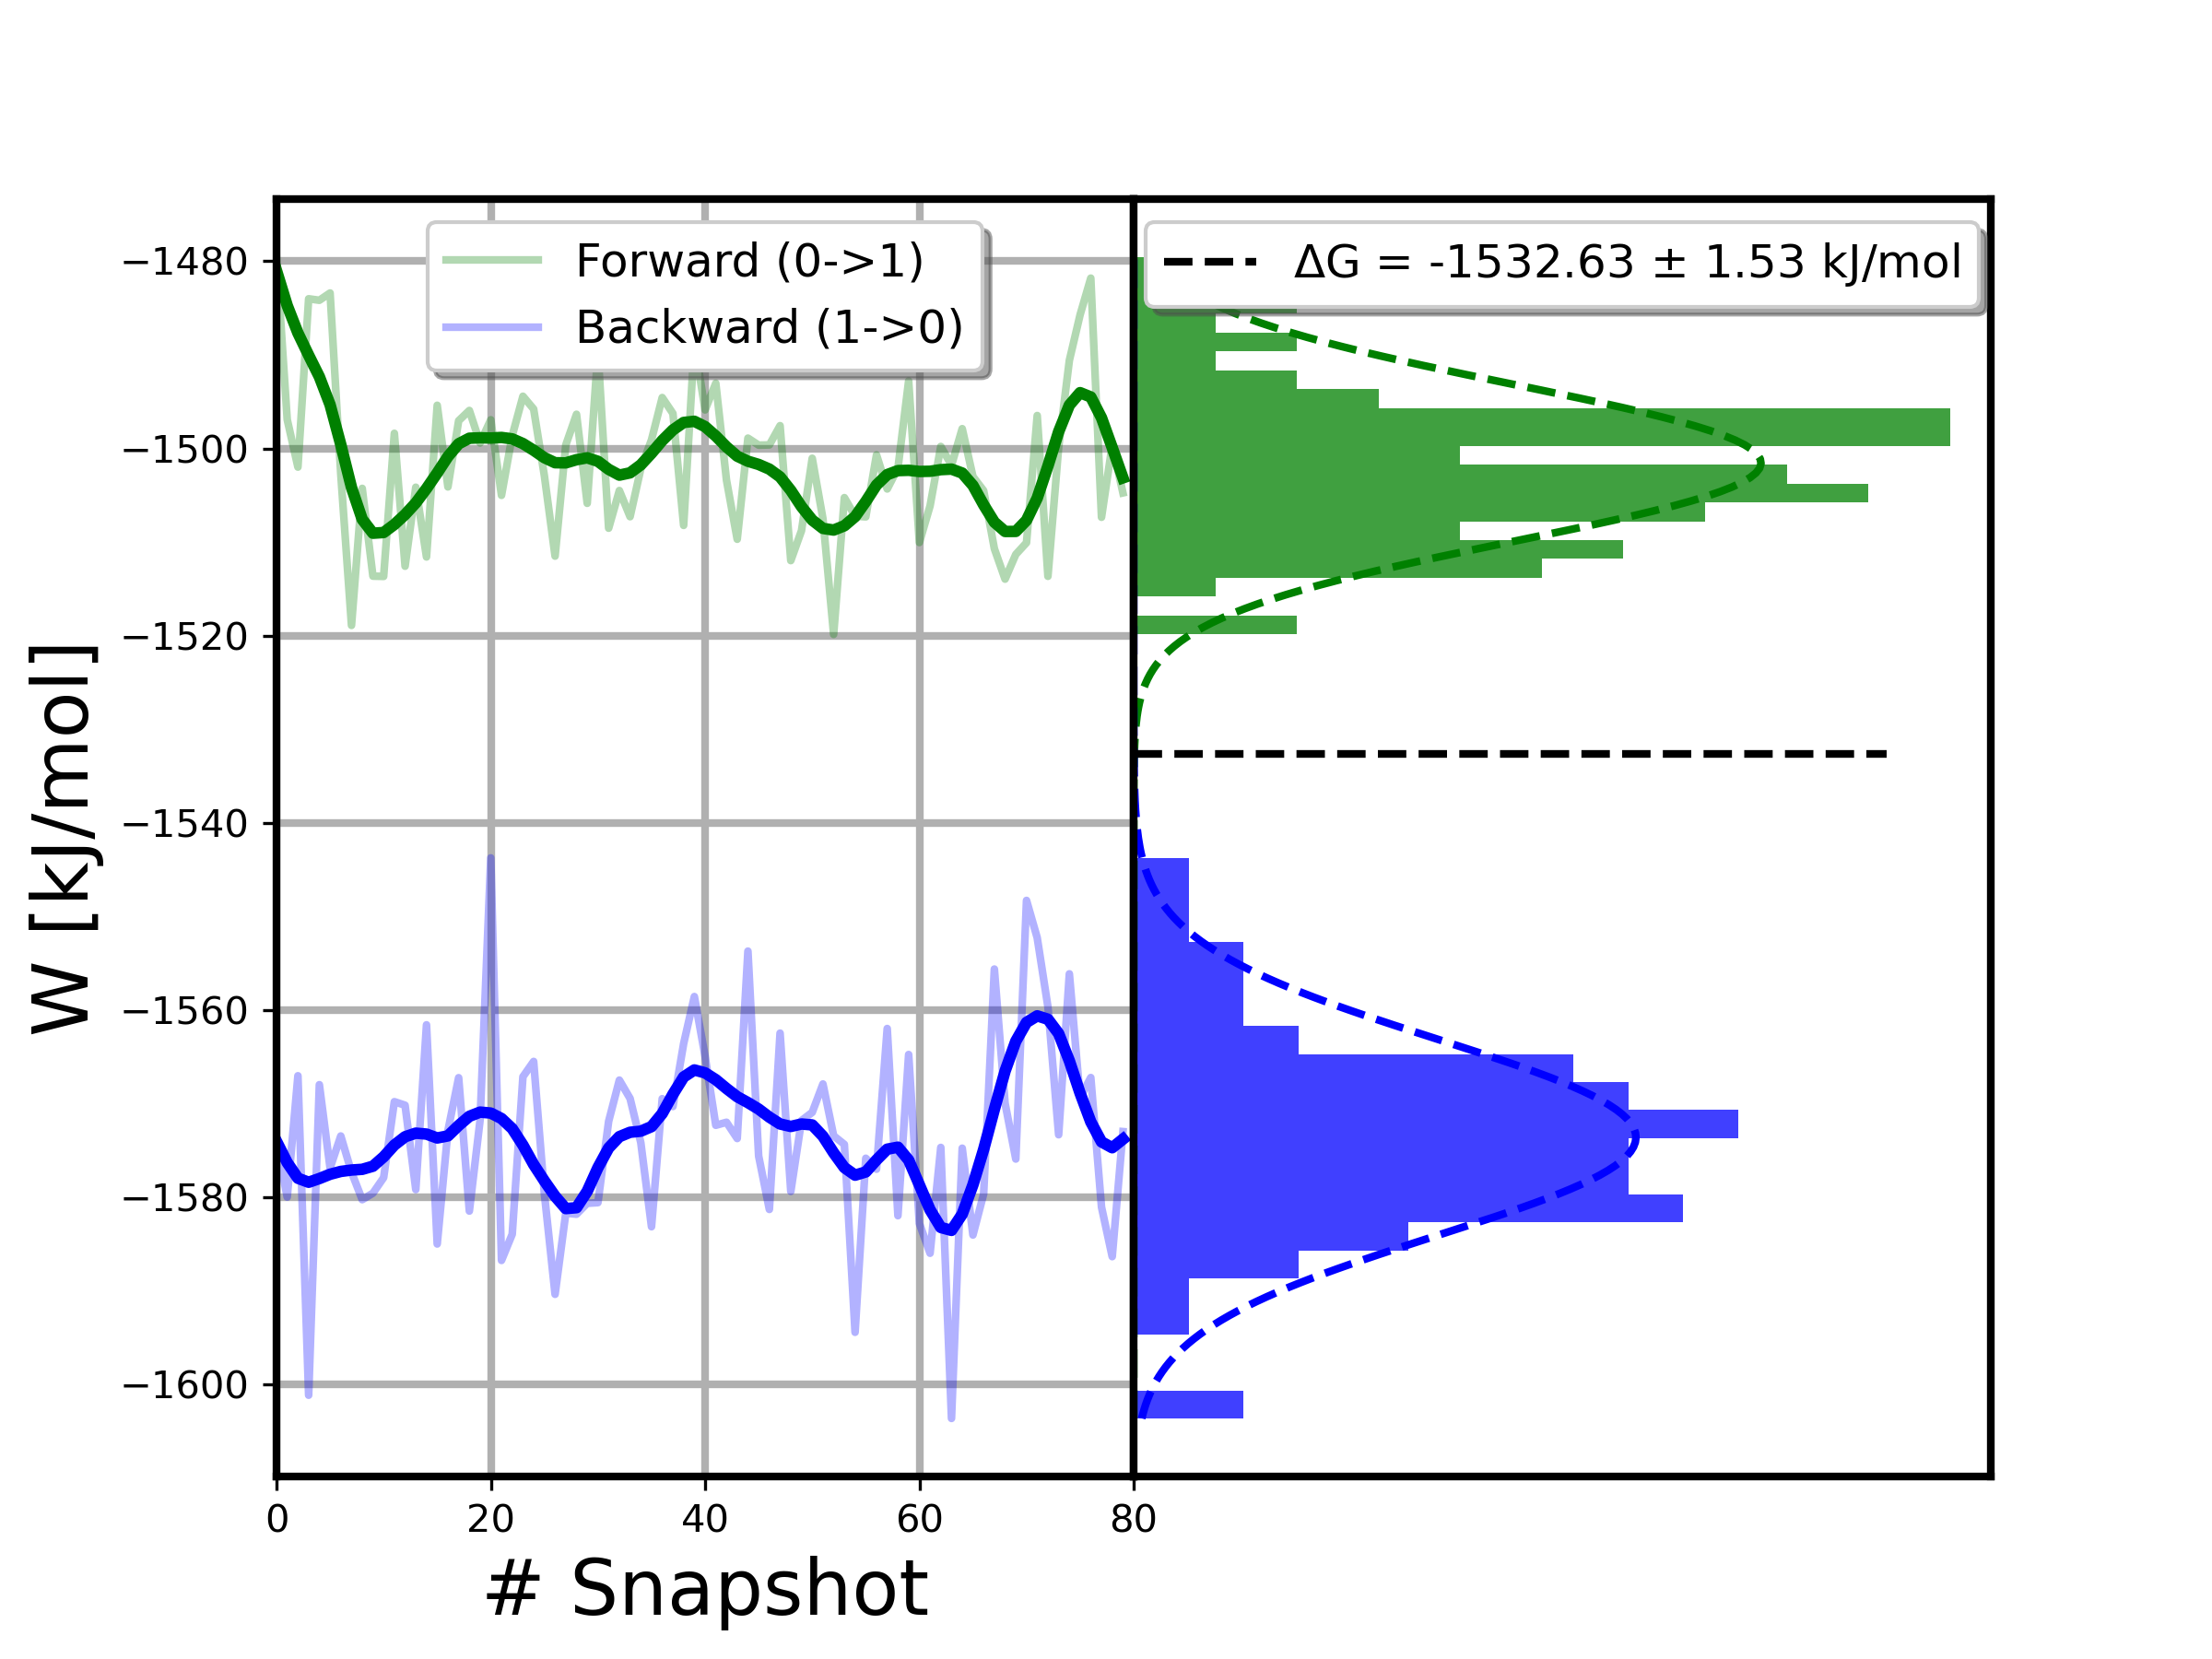 Forward (0->1)
Backward (1->0)
ΔG = -1532.63 ± 1.53 kJ/mol
W [kJ/mol]
−1480
−1500
−1520
−1540
−1560
−1580
−1600
0 20 40 60 80
# Snapshot